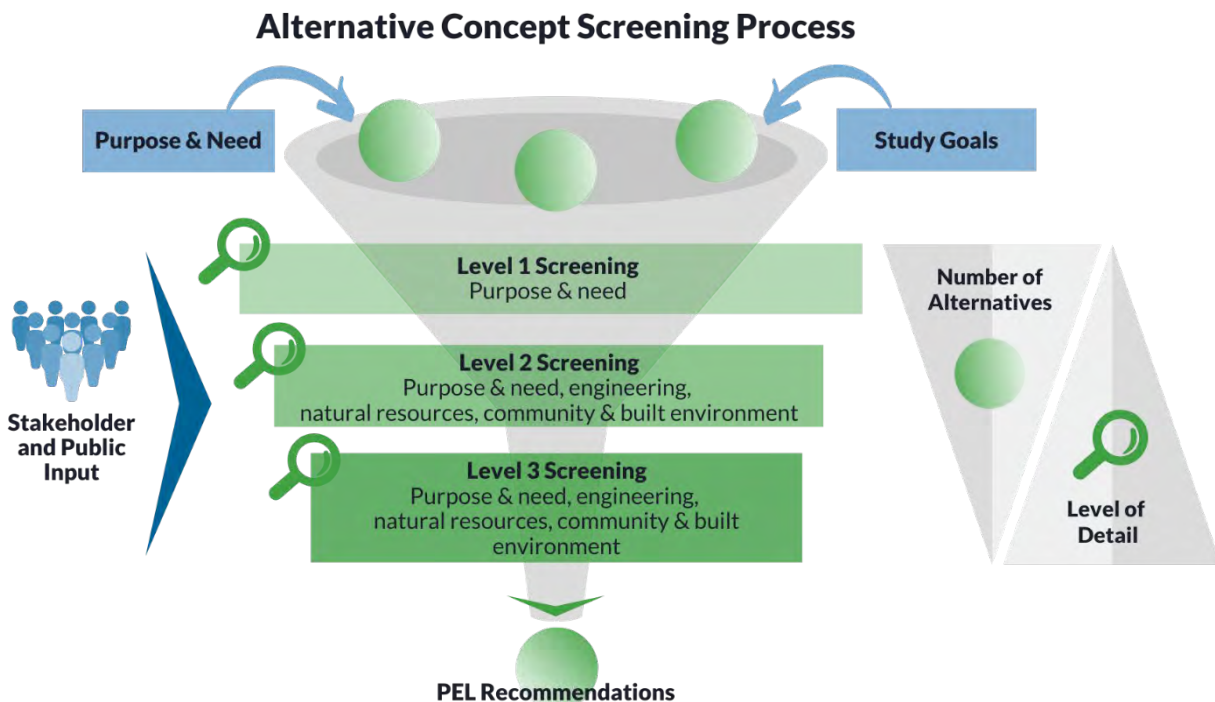 Alternative Concept Screening Process
Purpose & Need
Study Goals
Level 1 Screening
Purpose & need
Level 2 Screening
Purpose & need, engineering,
natural resources, community & built environment
Level 3 Screening
Purpose & need, engineering,
natural resources, community & built
environment
Stakeholder
and Public
Input
Number of
Alternatives
Level of
Detail
PEL Recommendations